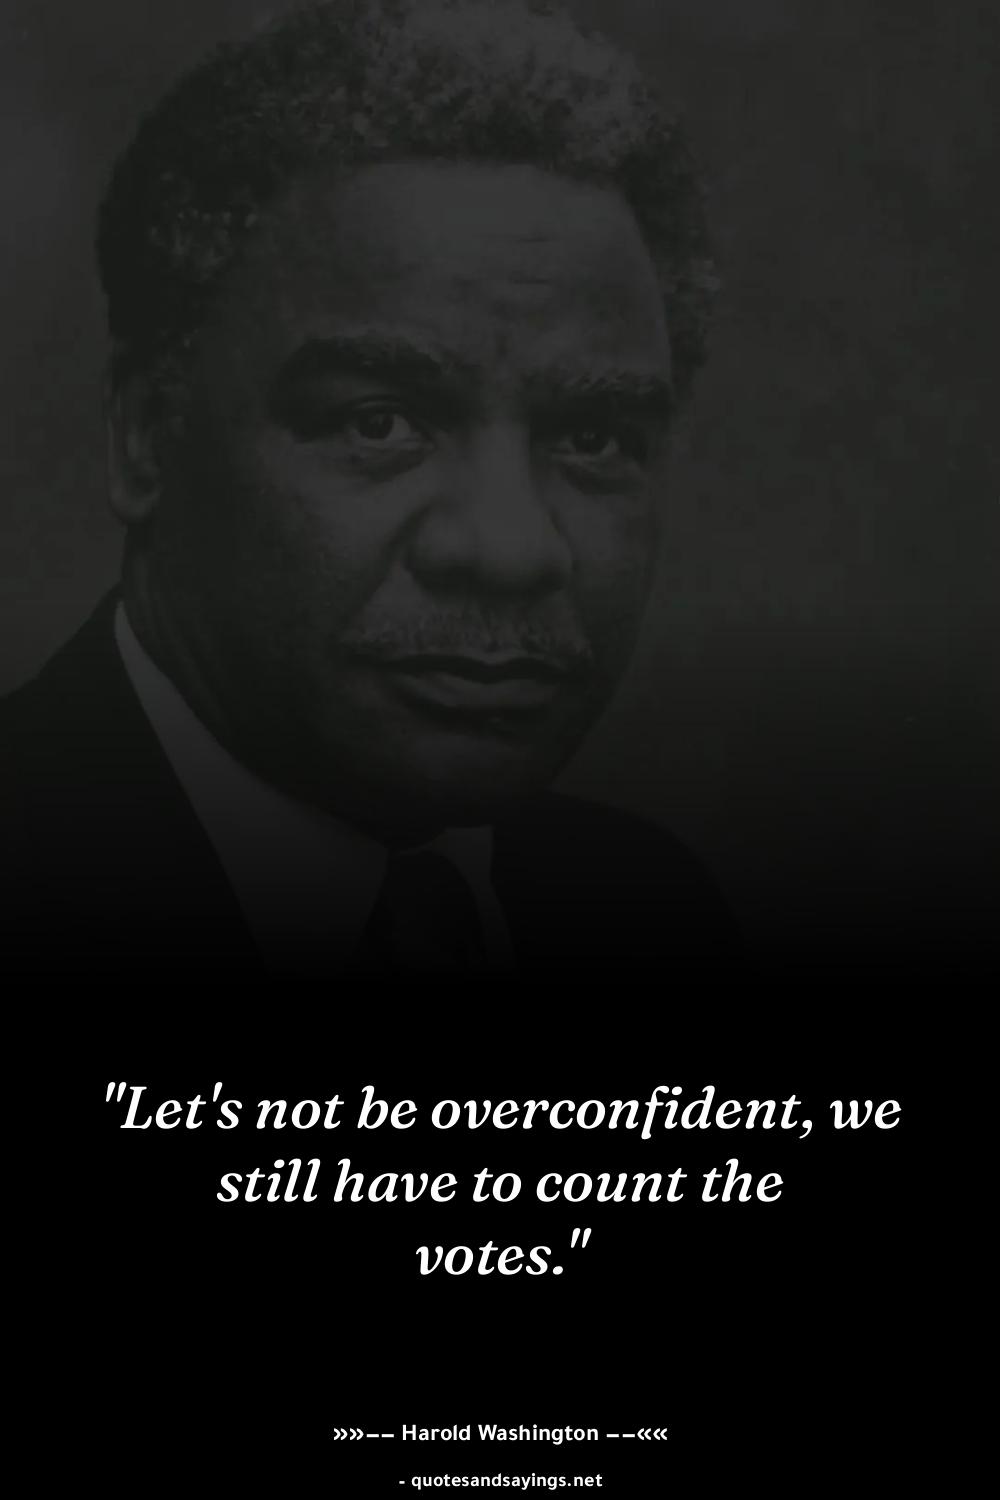 "Let's not be overconfident, we
still have to count the
votes."
»»−− Harold Washington −−««
- quotesandsayings.net